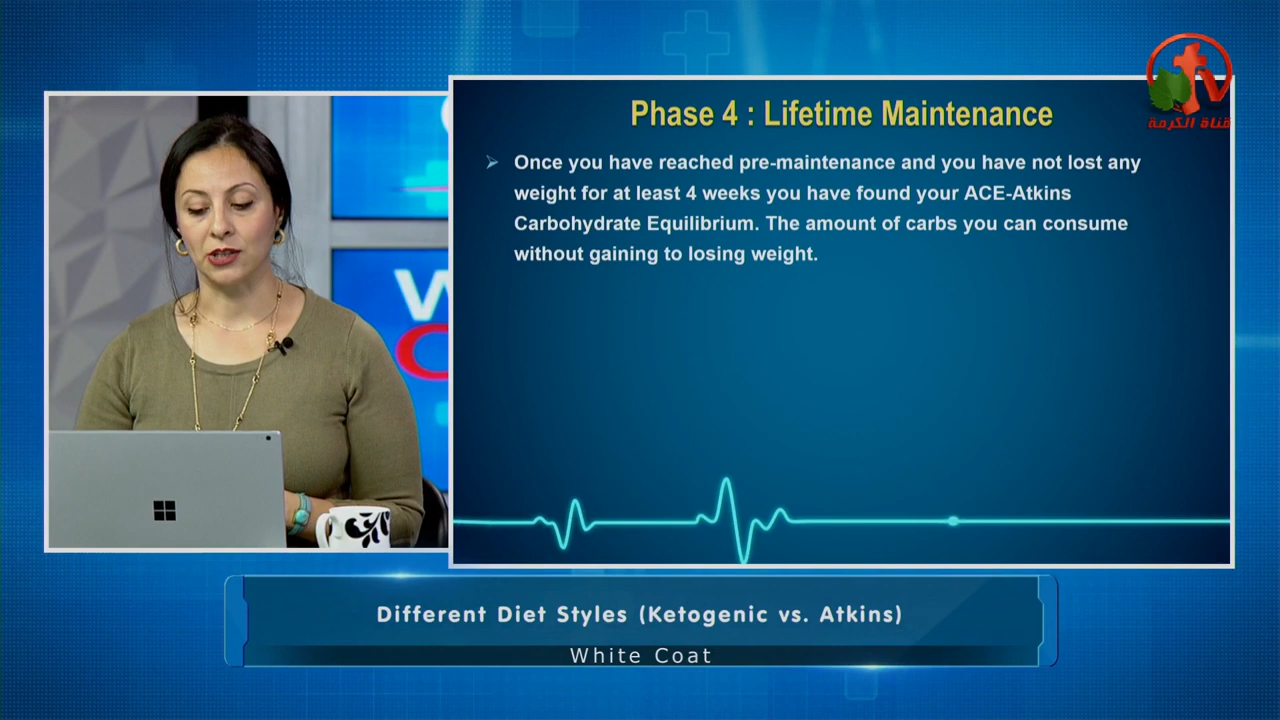 tv
قناة الكرمة
Phase 4 : Lifetime Maintenance
Once you have reached pre-maintenance and you have not lost any
weight for at least 4 weeks you have found your ACE-Atkins
Carbohydrate Equilibrium. The amount of carbs you can consume
without gaining to losing weight.
Different Diet Styles (Ketogenic vs. Atkins)
White Coat